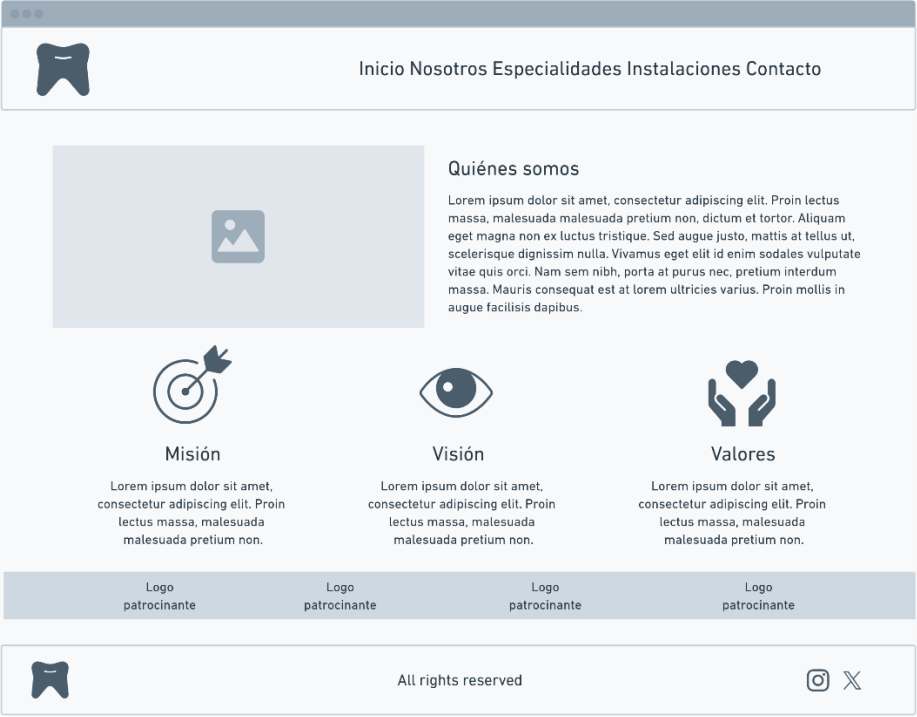 Inicio Nosotros Especialidades Instalaciones Contacto
Quiénes somos
Lorem ipsum dolor sit amet, consectetur adipiscing elit. Proin lectus
massa, malesuada malesuada pretium non, dictum et tortor. Aliquam
eget magna non ex luctus tristique. Sed augue justo, mattis at tellus ut,
scelerisque dignissim nulla. Vivamus eget elit id enim sodales vulputate
vitae quis orci. Nam sem nibh, porta at purus nec, pretium interdum
massa. Mauris consequat est at lorem ultricies varius. Proin mollis in
augue facilisis dapibus.
Misión
Lorem ipsum dolor sit amet,
consectetur adipiscing elit. Proin
lectus massa, malesuada
malesuada pretium non.
Visión
Lorem ipsum dolor sit amet,
consectetur adipiscing elit. Proin
lectus massa, malesuada
malesuada pretium non.
Valores
Lorem ipsum dolor sit amet,
consectetur adipiscing elit. Proin
lectus massa, malesuada
malesuada pretium non.
Logo
patrocinante
Logo
patrocinante
Logo
patrocinante
Logo
patrocinante
All rights reserved